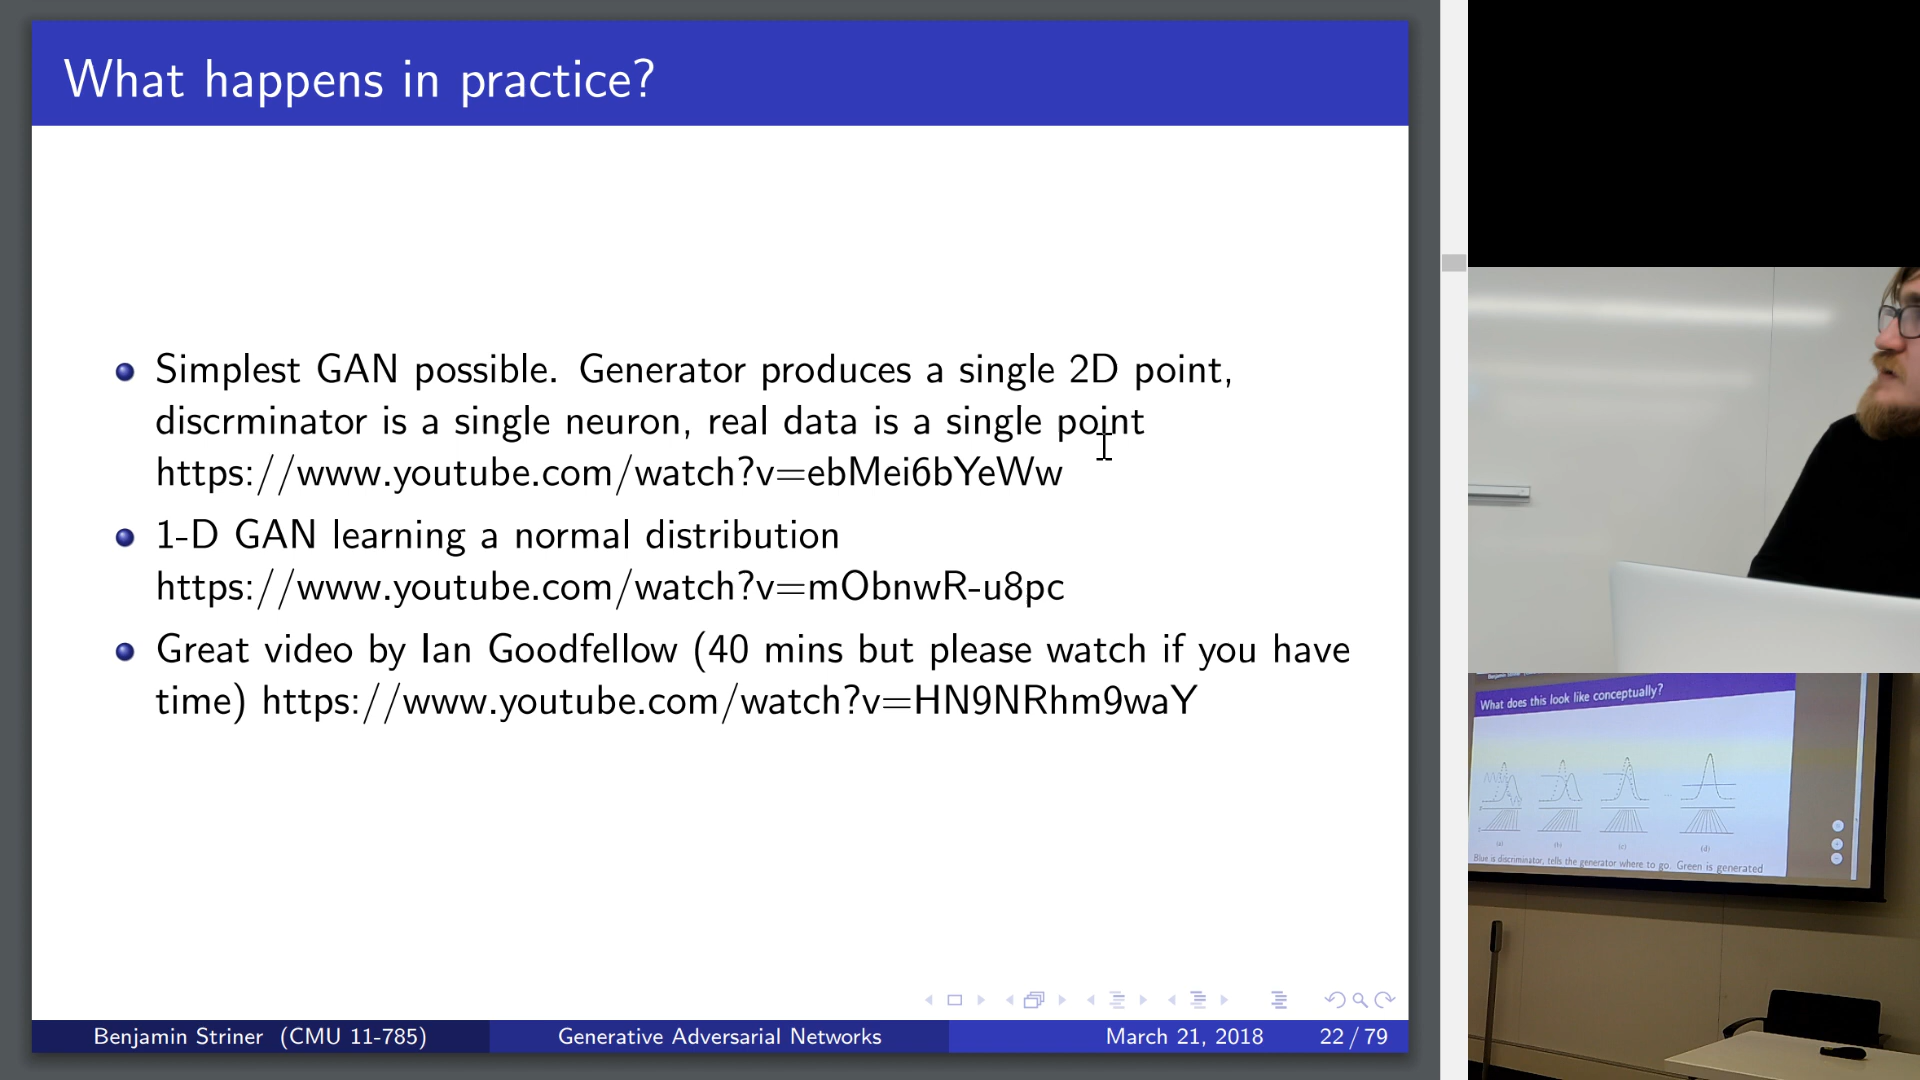 What happens in practice?
Simplest GAN possible. Generator produces a single 2D point,
discrminator is a single neuron, real data is a single point
https://www.youtube.com/watch?v=ebMei6bYeWw
1-D GAN learning a normal distribution
https://www.youtube.com/watch?v=mObnwR-u8pc
Great video by Ian Goodfellow (40 mins but please watch if you have
time) https://www.youtube.com/watch?v=HN9NRhm9waY
Benjamin Striner (CMU 11-785)
Generative Adversarial Networks
March 21, 2018
22 / 79
What does this look like conceptually?
(a)
(b)
(c)
(d)
Blue is discriminator, tells the generator where to go. Green is generated